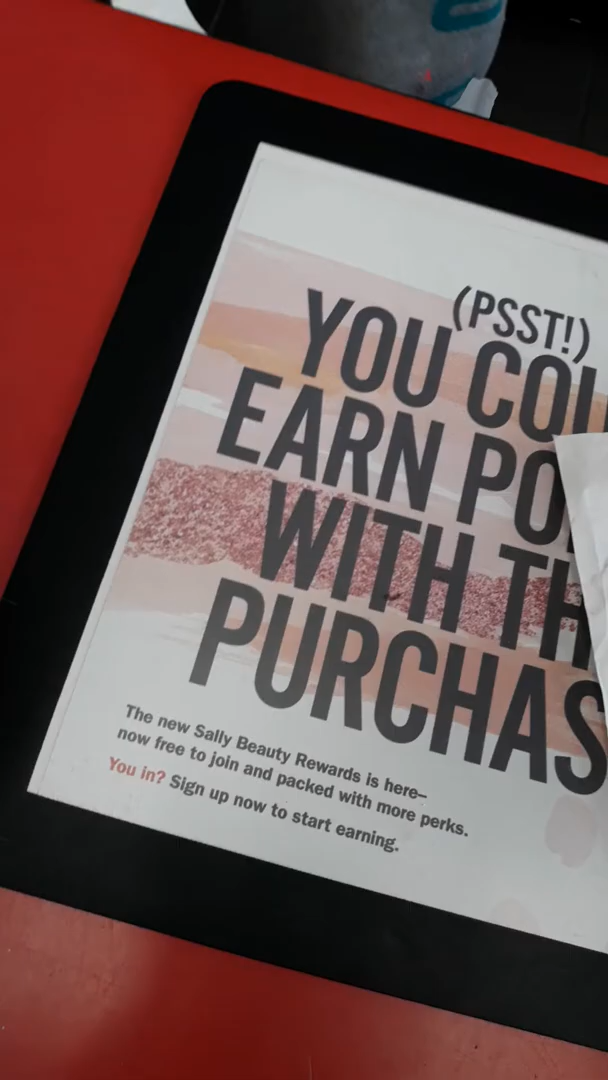 (PSST!)
YOU
EARN
WITH
The new Sally Beauty Rewards is here–
now free to join and packed with more perks.
You in? Sign up now to start earning.